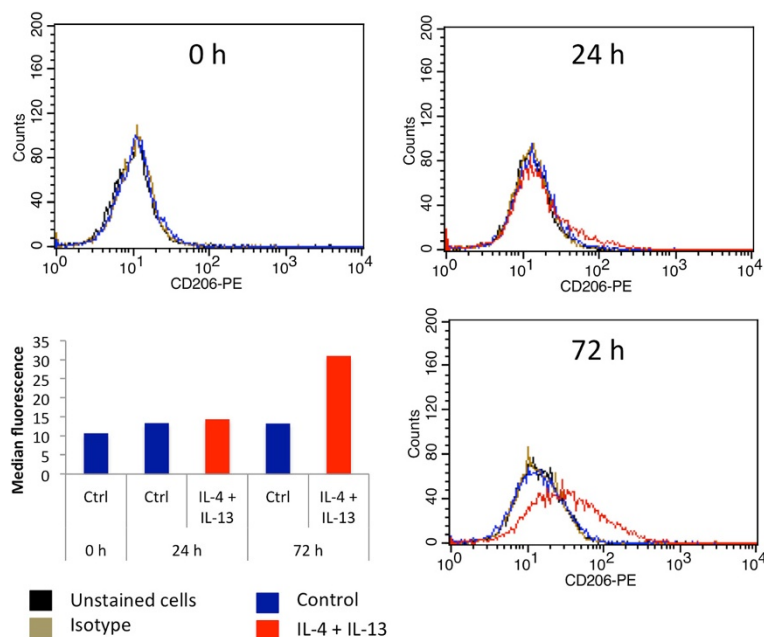 0 h
200
160
120
80
40
0
Counts
10^0
10^1
10^2
10^3
10^4
CD206-PE
24 h
200
160
120
80
40
0
Counts
10^0
10^1
10^2
10^3
10^4
CD206-PE
Median fluorescence
35
30
25
20
15
10
5
0
Ctrl
Ctrl
IL-4 +
IL-13
Ctrl
IL-4 +
IL-13
0 h
24 h
72 h
72 h
200
160
120
80
40
0
Counts
10^0
10^1
10^2
10^3
10^4
CD206-PE
Unstained cells
Isotype
Control
IL-4 + IL-13